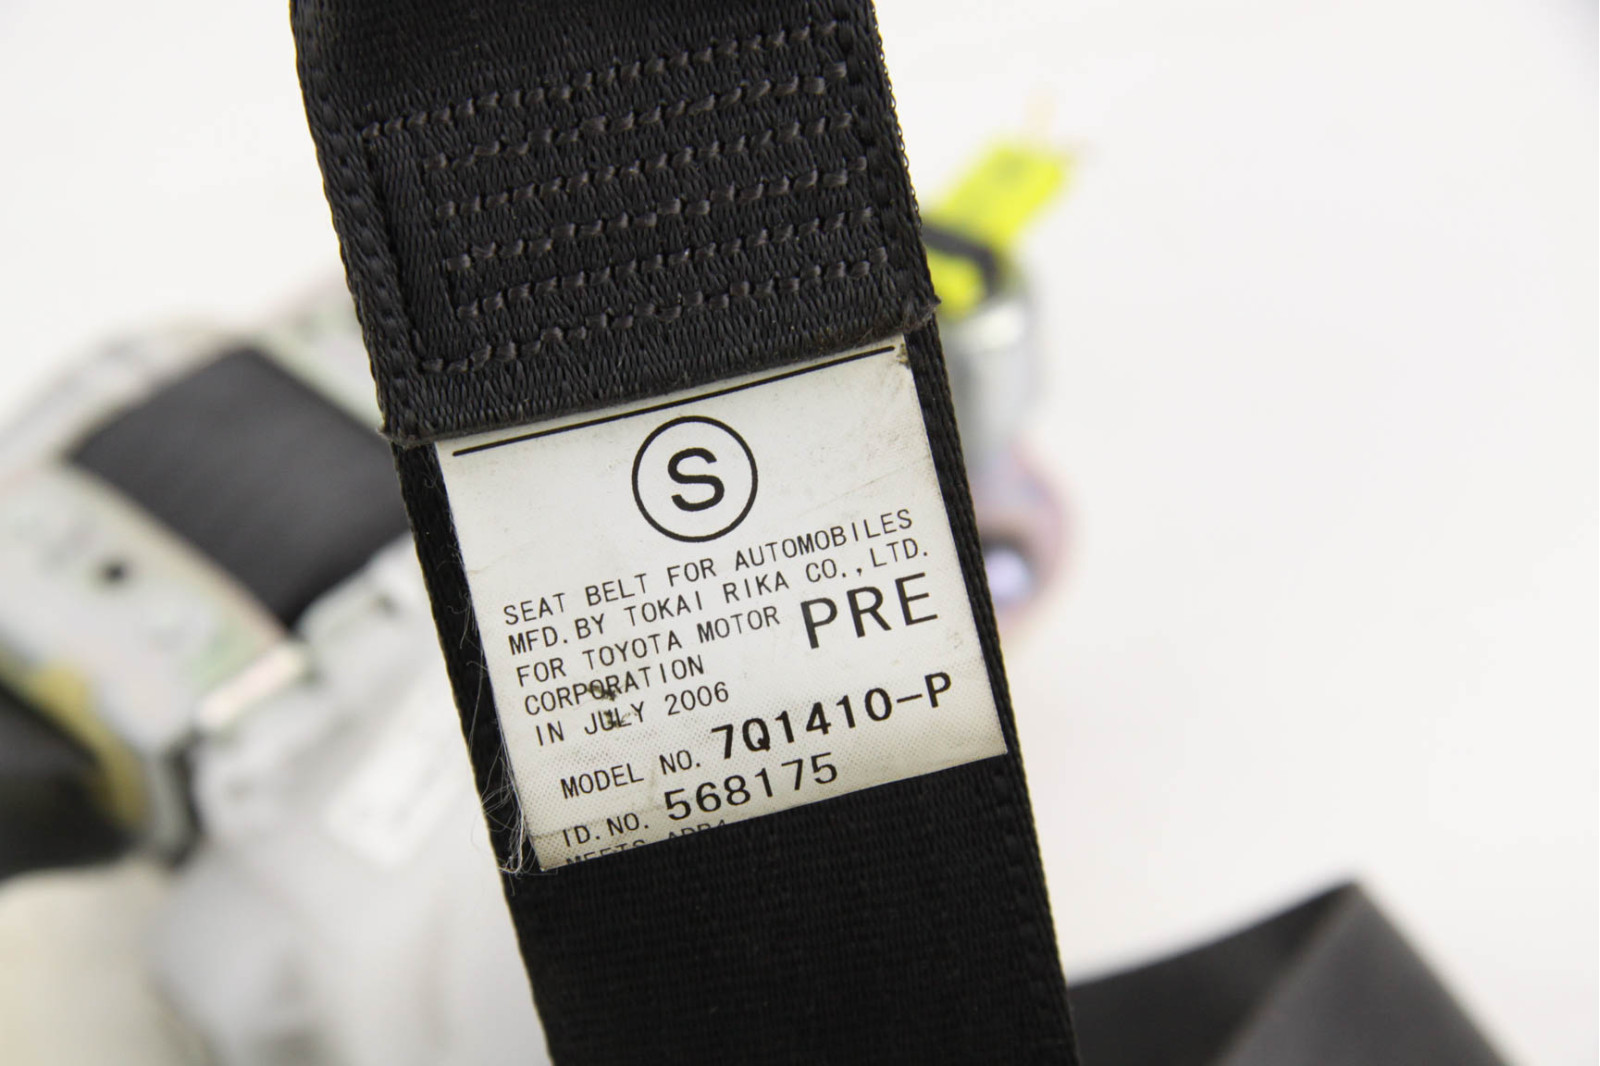 S
SEAT BELT FOR AUTOMOBILES
MFD. BY TOKAI RIKA CO., LTD.
FOR TOYOTA MOTOR PRE
CORPORATION
IN JULY 2006
MODEL NO. 7Q1410-P
ID. NO. 568175
MEETS